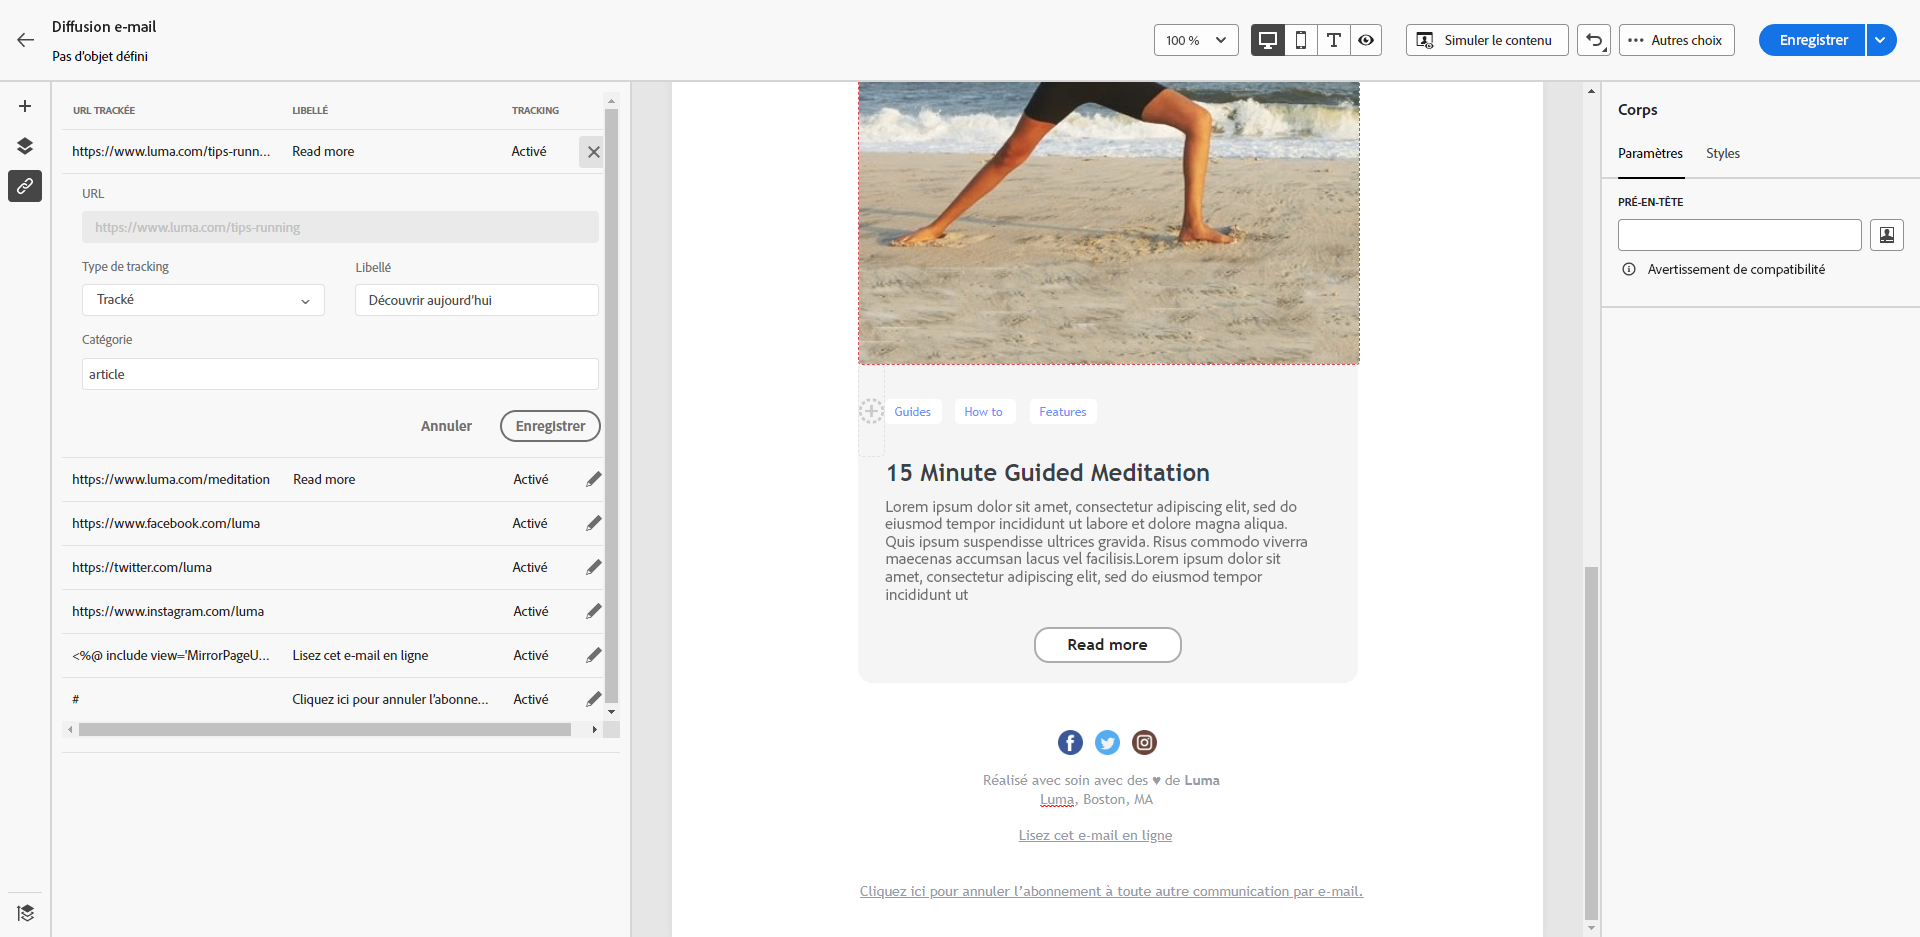 Diffusion e-mail
Pas d'objet défini
100 %
Simuler le contenu
Autres choix
Enregistrer
URL TRACKÉE LIBELLÉ TRACKING
https://www.luma.com/tips-runn... Read more Activé
URL
https://www.luma.com/tips-running
Type de tracking Libellé
Tracké Découvrir aujourd'hui
Catégorie
article
Annuler Enregistrer
https://www.luma.com/meditation Read more Activé
https://www.facebook.com/luma Activé
https://twitter.com/luma Activé
https://www.instagram.com/luma Activé
<%@ include view='MirrorPageU... Lisez cet e-mail en ligne Activé
# Cliquez ici pour annuler l'abonne... Activé
Guides How to Features
15 Minute Guided Meditation
Lorem ipsum dolor sit amet, consectetur adipiscing elit, sed do
eiusmod tempor incididunt ut labore et dolore magna aliqua.
Quis ipsum suspendisse ultrices gravida. Risus commodo viverra
maecenas accumsan lacus vel facilisis.Lorem ipsum dolor sit
amet, consectetur adipiscing elit, sed do eiusmod tempor
incididunt ut
Read more
Réalisé avec soin avec des ♥ de Luma
Luma, Boston, MA
Lisez cet e-mail en ligne
Cliquez ici pour annuler l'abonnement à toute autre communication par e-mail.
Corps
Paramètres Styles
PRÉ-EN-TÊTE
Avertissement de compatibilité